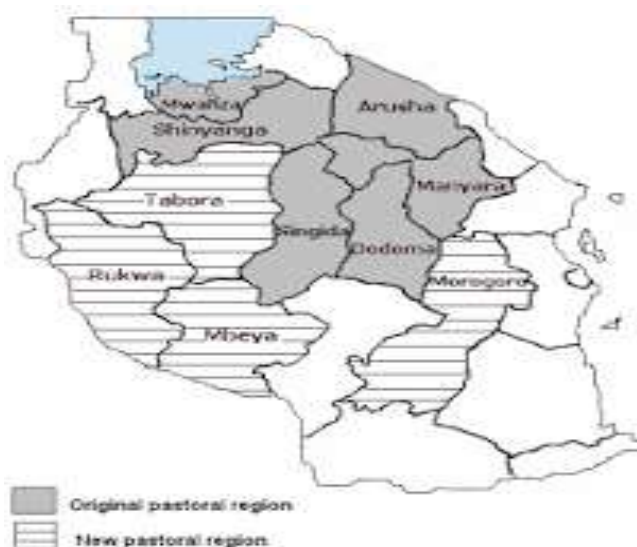 Mwanza
Arusha
Shinyanga
Manyara
Tabora
Singida
Dodoma
Rukwa
Morogoro
Mbeya
Original pastoral region
New pastoral region